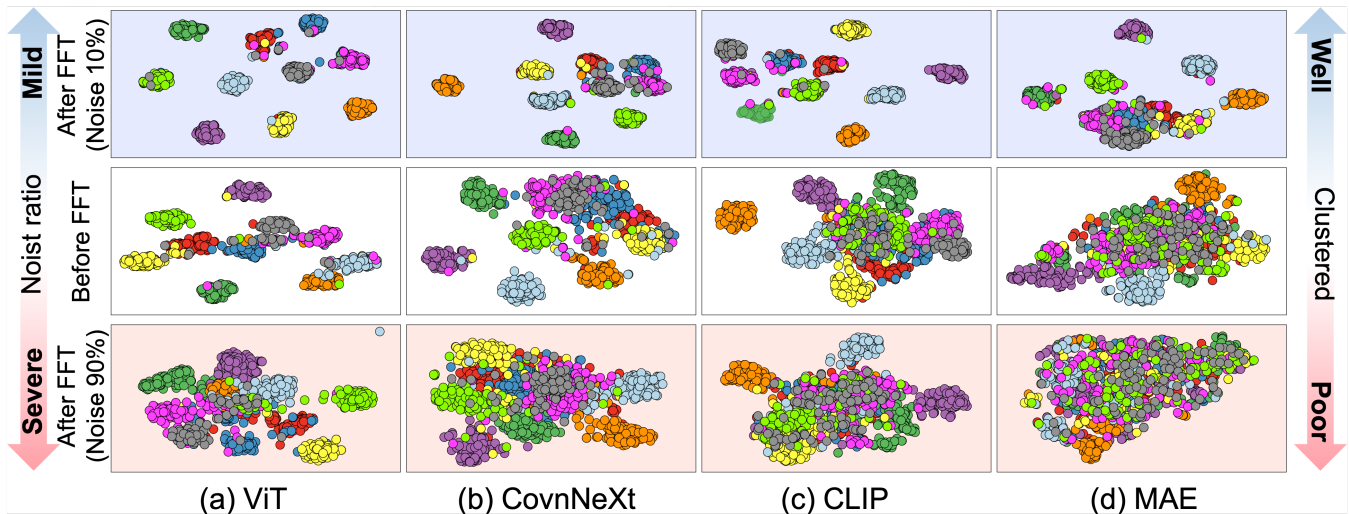 Mild
Noist ratio
Severe
After FFT
(Noise 10%)
Before FFT
After FFT
(Noise 90%)
Well
Clustered
Poor
(a) ViT
(b) CovnNeXt
(c) CLIP
(d) MAE